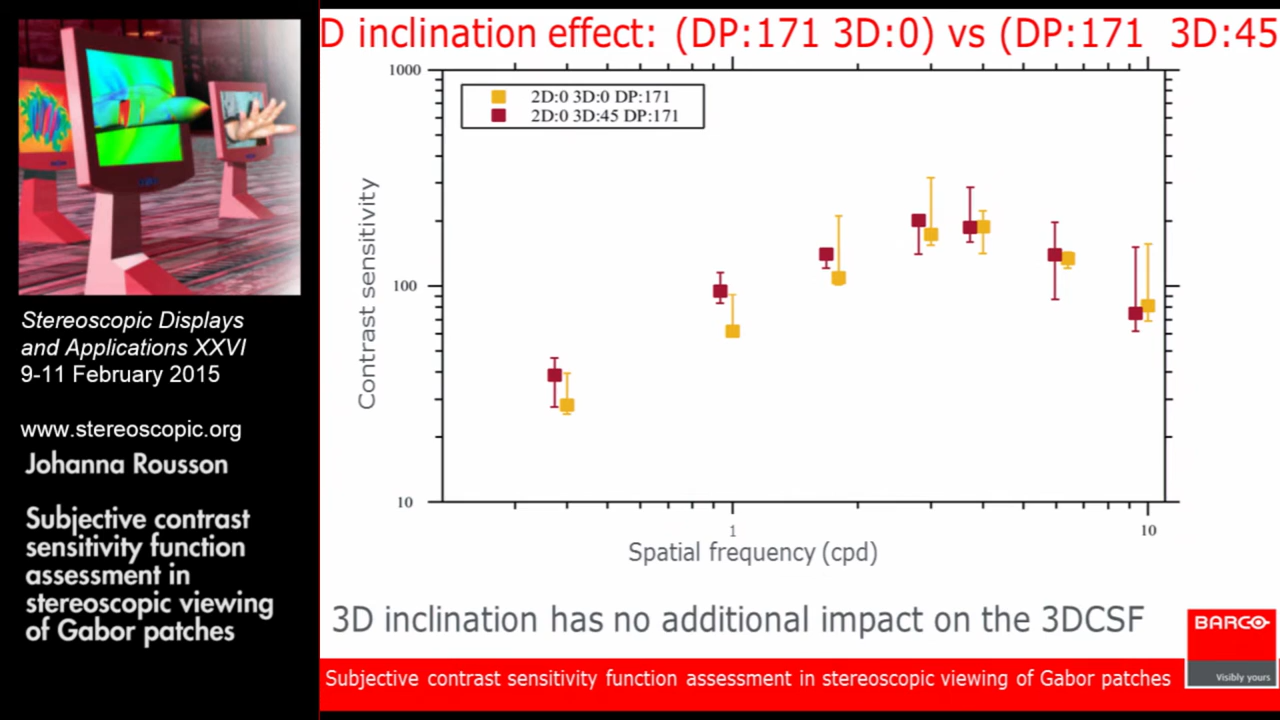 Stereoscopic Displays
and Applications XXVI
9-11 February 2015
www.stereoscopic.org
Johanna Rousson
Subjective contrast
sensitivity function
assessment in
stereoscopic viewing
of Gabor patches
D inclination effect: (DP:171 3D:0) vs (DP:171 3D:45
1000
2D:0 3D:0 DP:171
2D:0 3D:45 DP:171
Contrast sensitivity
100
10
1
10
Spatial frequency (cpd)
3D inclination has no additional impact on the 3DCSF
BARCO
Visibly yours
Subjective contrast sensitivity function assessment in stereoscopic viewing of Gabor patches